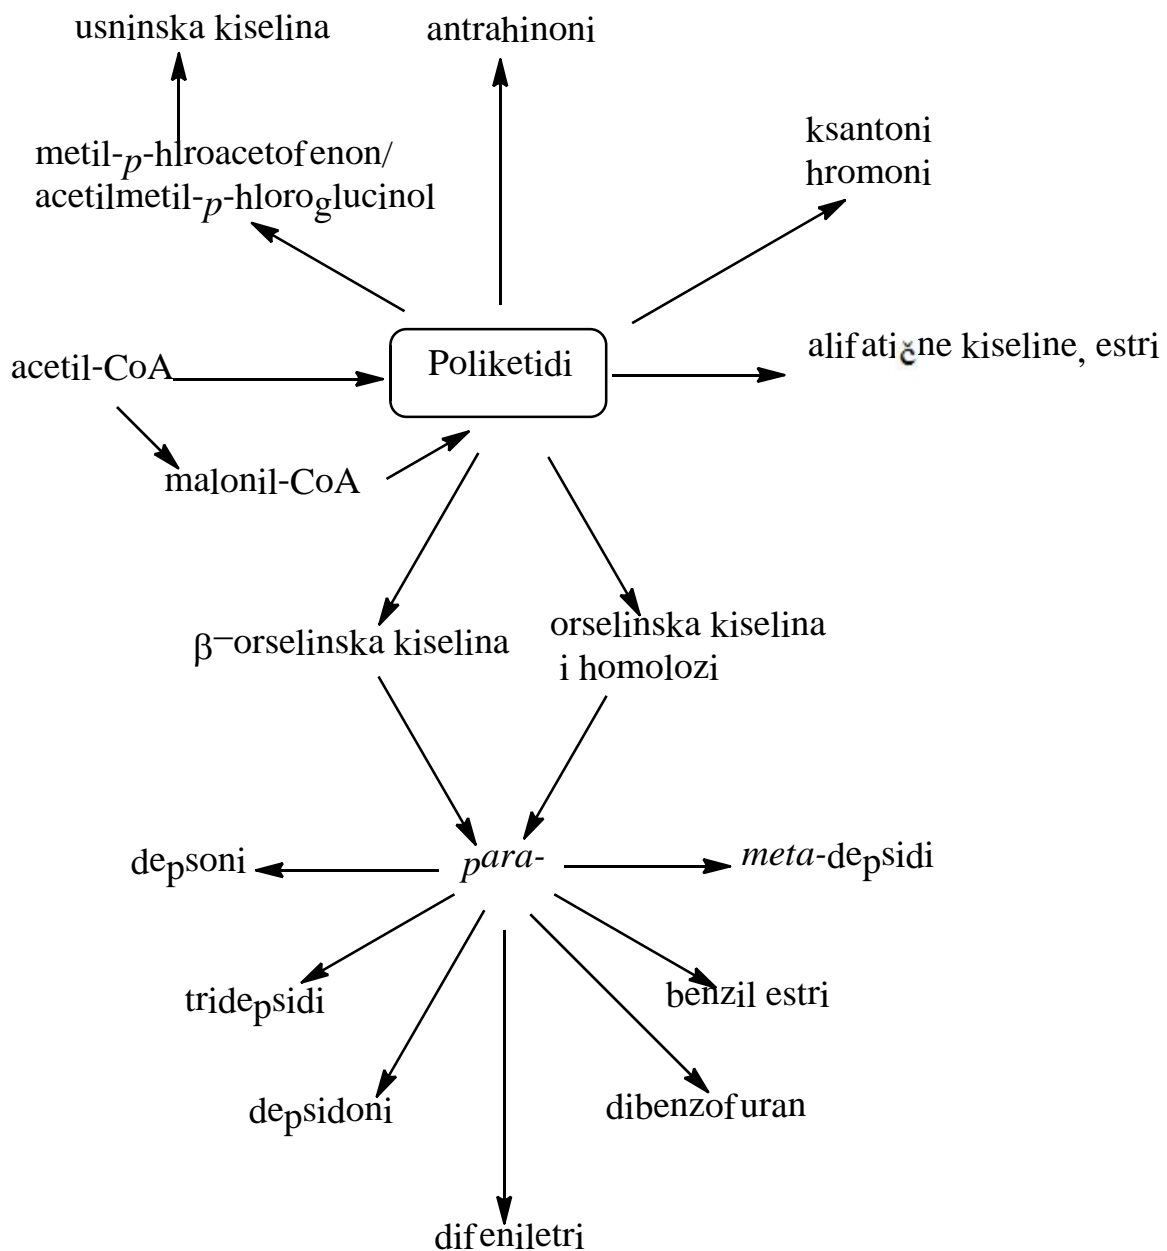 usninska kiselina
antrahinoni
metil-p-hlroacetofenon/
acetilmetil-p-hloroglucinol
ksantoni
hromoni
Poliketidi
alifatične kiseline, estri
acetil-CoA
malonil-CoA
β–orselinska kiselina
orselinska kiselina
i homolozi
depsoni
para-
meta-depsidi
tridepsidi
benzil estri
depsidoni
dibenzofuran
difeniletri